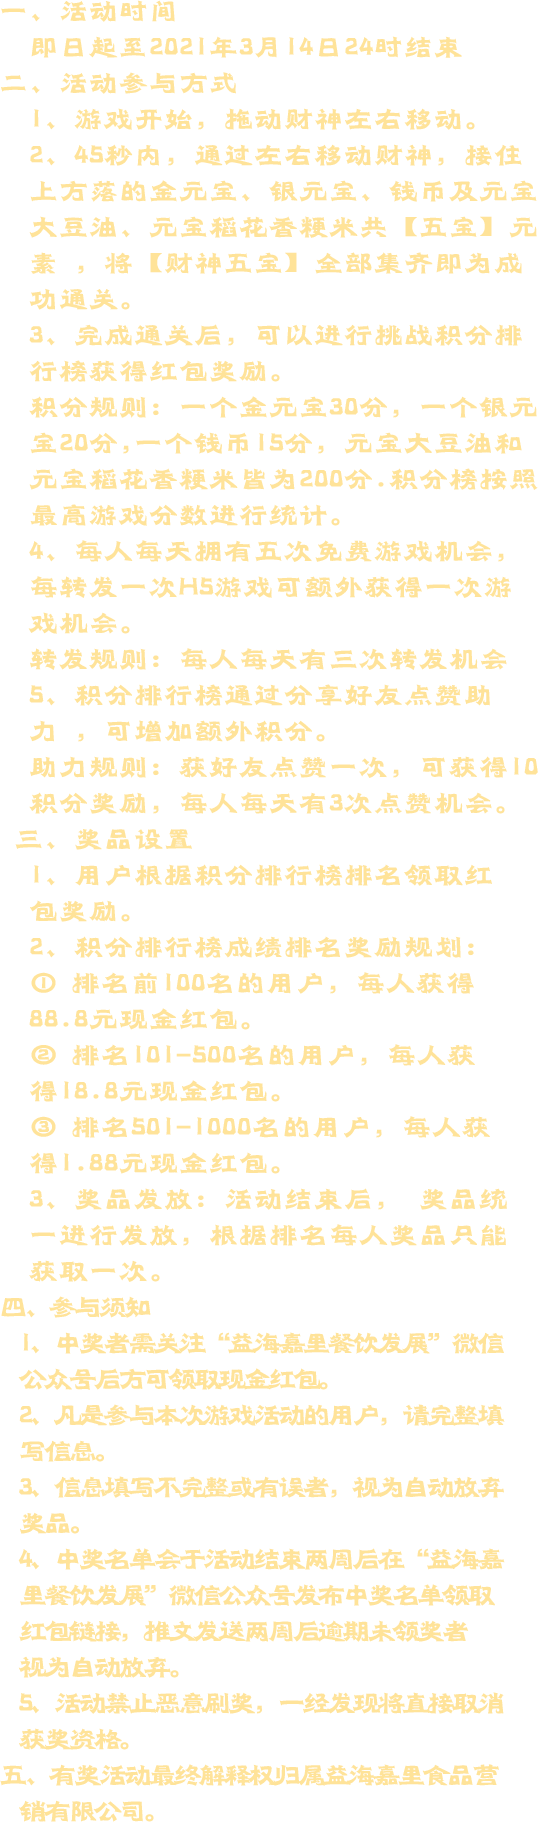 一、活动时间
即日起至2021年3月14日24时结束
二、活动参与方式
1、游戏开始，拖动财神左右移动。
2、45秒内，通过左右移动财神，接住
上方落的金元宝、银元宝、钱币及元宝
大豆油、元宝稻花香粳米共【五宝】元
素 ，将【财神五宝】全部集齐即为成
功通关。
3、完成通关后，可以进行挑战积分排
行榜获得红包奖励。
积分规则：一个金元宝30分，一个银元
宝20分,一个钱币15分，元宝大豆油和
元宝稻花香粳米皆为200分.积分榜按照
最高游戏分数进行统计。
4、每人每天拥有五次免费游戏机会，
每转发一次H5游戏可额外获得一次游
戏机会。
转发规则：每人每天有三次转发机会
5、积分排行榜通过分享好友点赞助
力 ，可增加额外积分。
助力规则：获好友点赞一次，可获得10
积分奖励，每人每天有3次点赞机会。
三、奖品设置
1、用户根据积分排行榜排名领取红
包奖励。
2、积分排行榜成绩排名奖励规划：
① 排名前100名的用户，每人获得
88.8元现金红包。
② 排名101-500名的用户，每人获
得18.8元现金红包。
③ 排名501-1000名的用户，每人获
得1.88元现金红包。
3、奖品发放：活动结束后， 奖品统
一进行发放，根据排名每人奖品只能
获取一次。
四、参与须知
1、中奖者需关注“益海嘉里餐饮发展”微信
公众号后方可领取现金红包。
2、凡是参与本次游戏活动的用户，请完整填
写信息。
3、信息填写不完整或有误者，视为自动放弃
奖品。
4、中奖名单会于活动结束两周后在“益海嘉
里餐饮发展”微信公众号发布中奖名单领取
红包链接，推文发送两周后逾期未领奖者
视为自动放弃。
5、活动禁止恶意刷奖，一经发现将直接取消
获奖资格。
五、有奖活动最终解释权归属益海嘉里食品营
销有限公司。